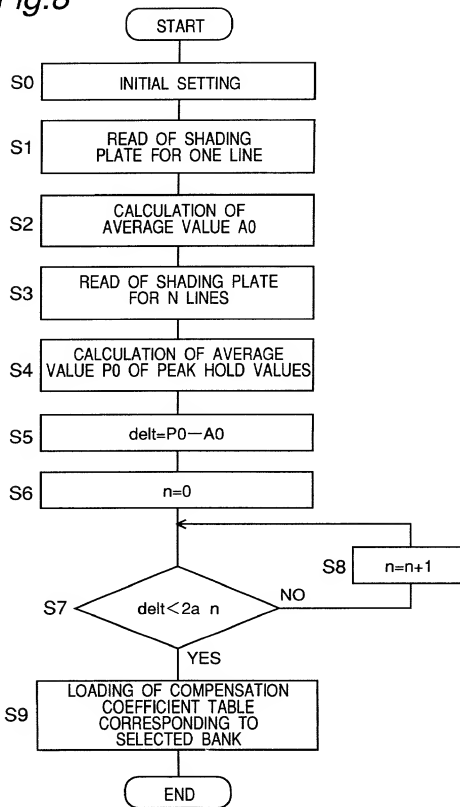 Fig.8
START
S0
INITIAL SETTING
S1
READ OF SHADING
PLATE FOR ONE LINE
S2
CALCULATION OF
AVERAGE VALUE A0
S3
READ OF SHADING PLATE
FOR N LINES
S4
CALCULATION OF AVERAGE
VALUE P0 OF PEAK HOLD VALUES
S5
delt=P0—A0
S6
n=0
S8
n=n+1
S7
delt<2a n
NO
YES
S9
LOADING OF COMPENSATION
COEFFICIENT TABLE
CORRESPONDING TO
SELECTED BANK
END